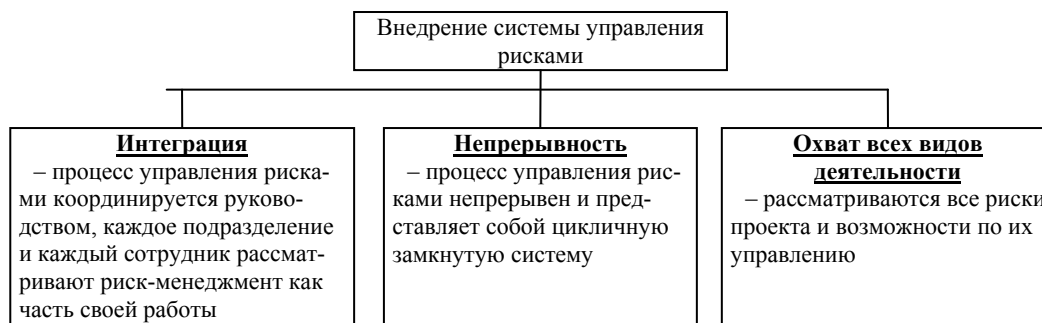 Внедрение системы управления
рисками
Интеграция
– процесс управления риска-
ми координируется руково-
дством, каждое подразделение
и каждый сотрудник рассмат-
ривают риск-менеджмент как
часть своей работы
Непрерывность
– процесс управления рис-
ками непрерывен и пред-
ставляет собой цикличную
замкнутую систему
Охват всех видов
деятельности
– рассматриваются все риски
проекта и возможности по их
управлению